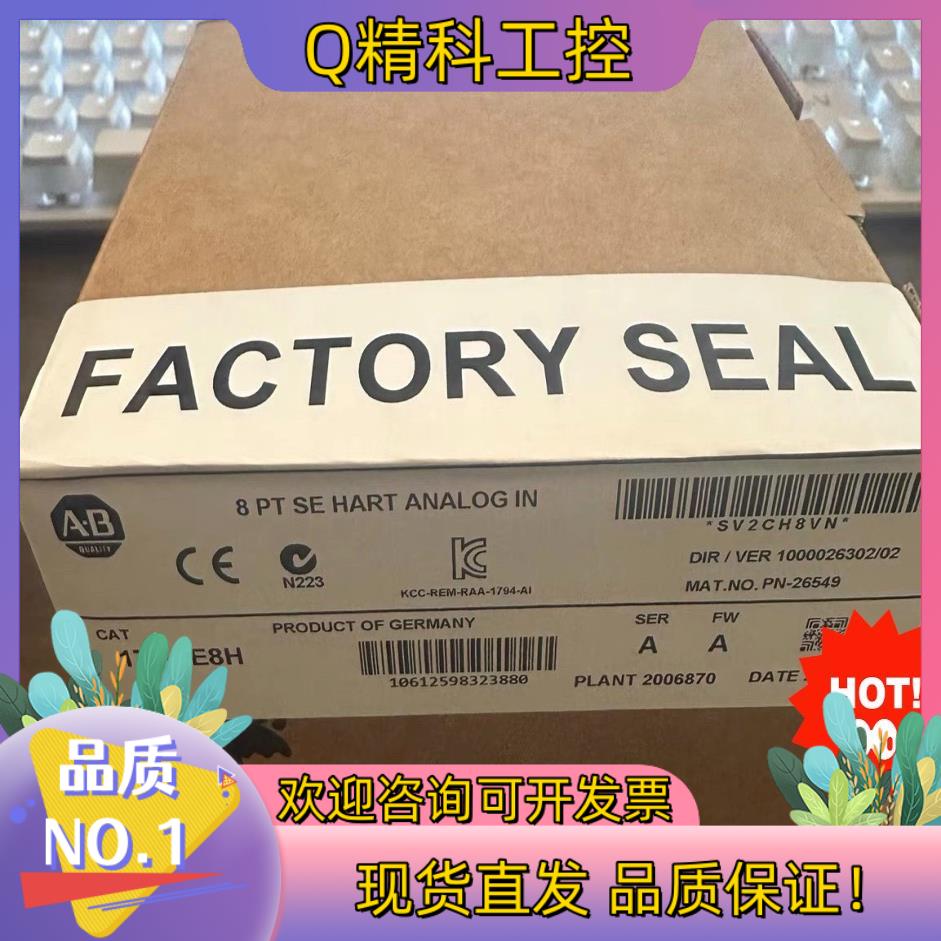 Q精科工控
FACTORY SEAL
8 PT SE HART ANALOG IN
A·B
QUALITY
*SV2CH8VN*
N223
KCC-REM-RAA-1794-AI
DIR / VER 1000026302/02
MAT.NO. PN-26549
CAT
PRODUCT OF GERMANY
SER
FW
E8H
10612598323880
A
A
PLANT 2006870
DATE
HOT!
品质
NO.1
欢迎咨询可开发票
现货直发 品质保证!